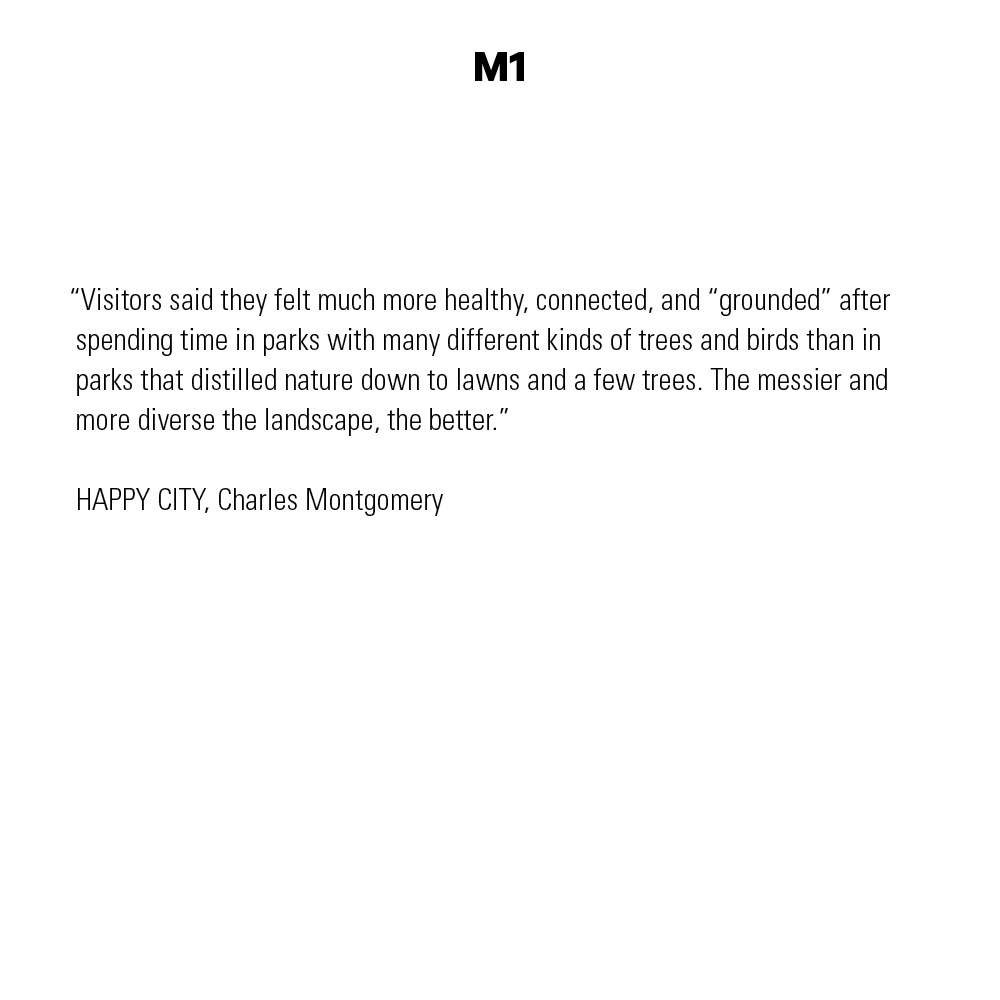 M1
“Visitors said they felt much more healthy, connected, and “grounded” after
spending time in parks with many different kinds of trees and birds than in
parks that distilled nature down to lawns and a few trees. The messier and
more diverse the landscape, the better.”
HAPPY CITY, Charles Montgomery